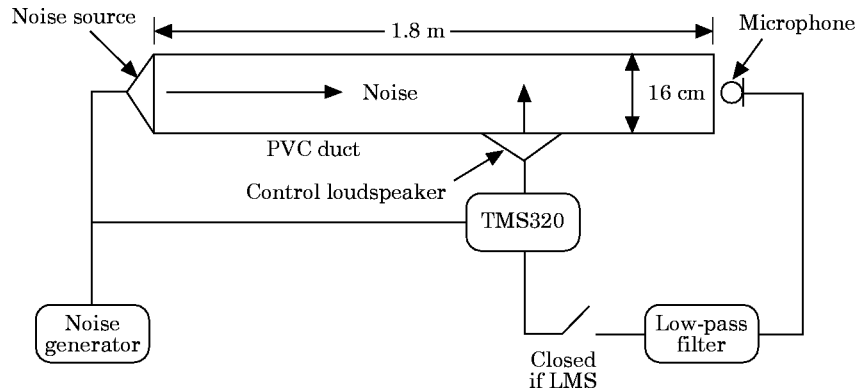 Noise source
1.8 m
Microphone
Noise
16 cm
PVC duct
Control loudspeaker
TMS320
Noise
generator
Low-pass
filter
Closed
if LMS